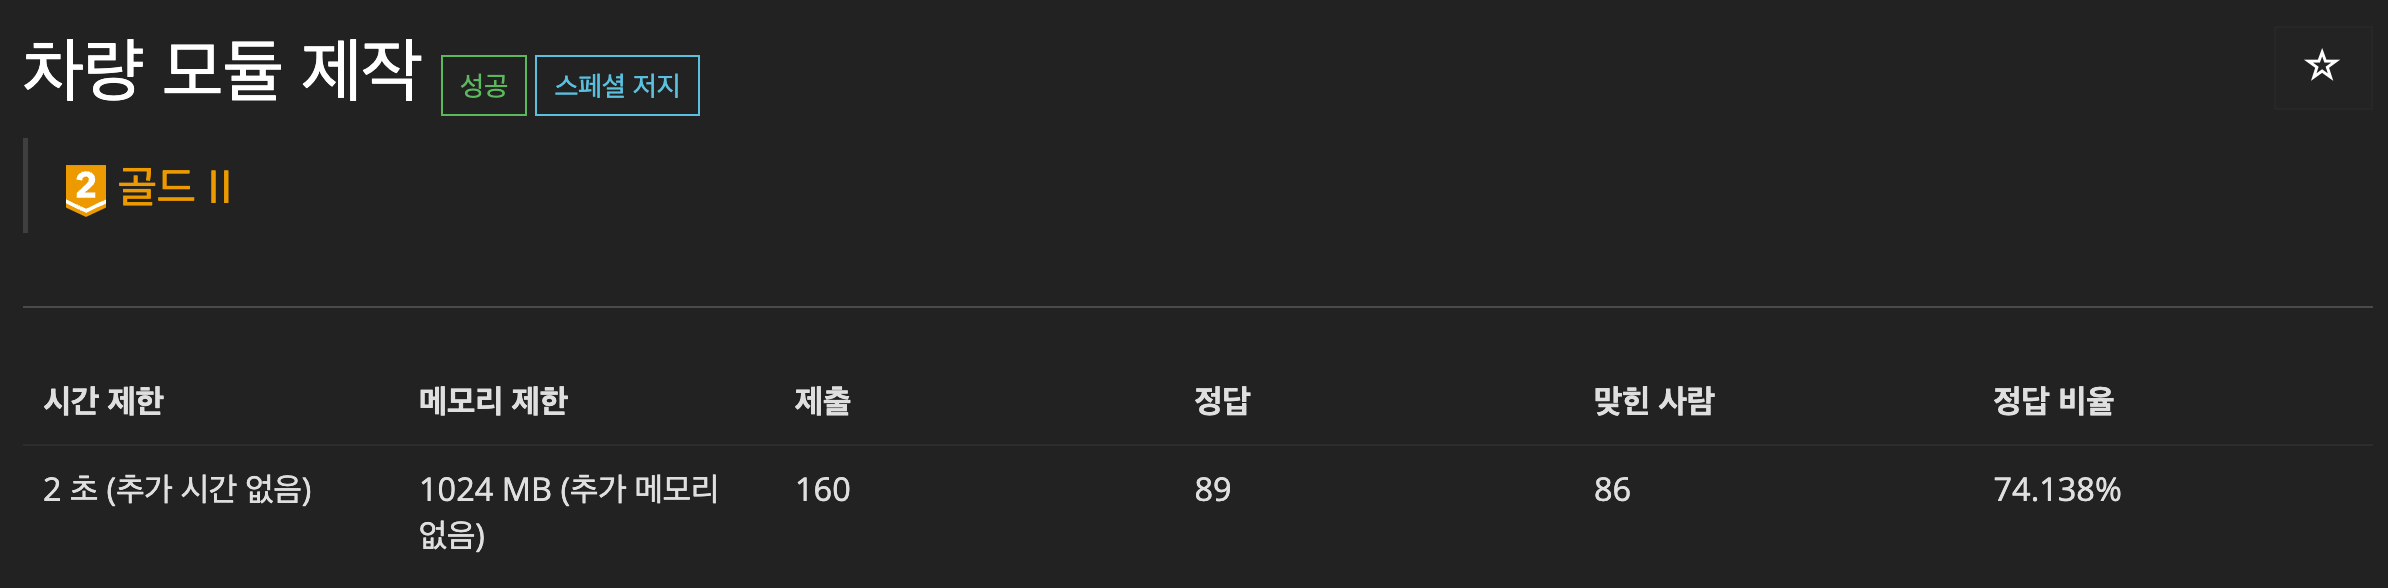 차량 모듈 제작 성공 스페셜 저지
2 골드 II
시간 제한 메모리 제한 제출 정답 맞힌 사람 정답 비율
2 초 (추가 시간 없음) 1024 MB (추가 메모리 없음) 160 89 86 74.138%